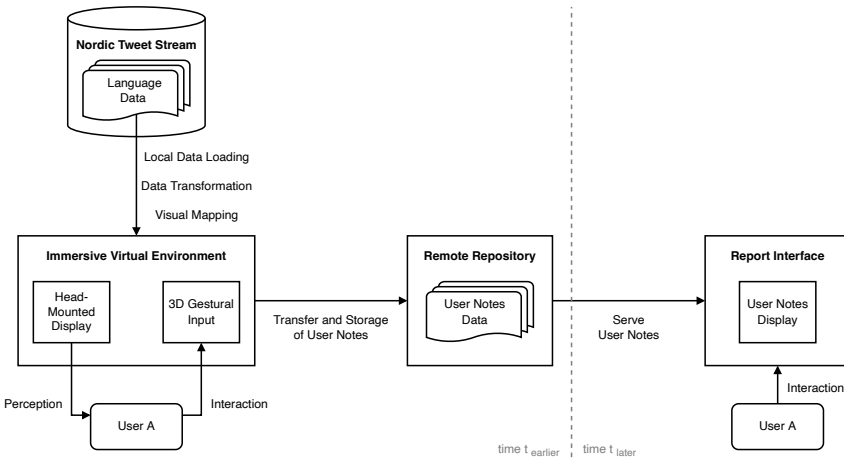 Nordic Tweet Stream
Language
Data
Local Data Loading
Data Transformation
Visual Mapping
Immersive Virtual Environment
Head-
Mounted
Display
3D Gestural
Input
Transfer and Storage
of User Notes
Remote Repository
User Notes
Data
Serve
User Notes
Report Interface
User Notes
Display
Perception
User A
Interaction
Interaction
User A
time t earlier
time t later